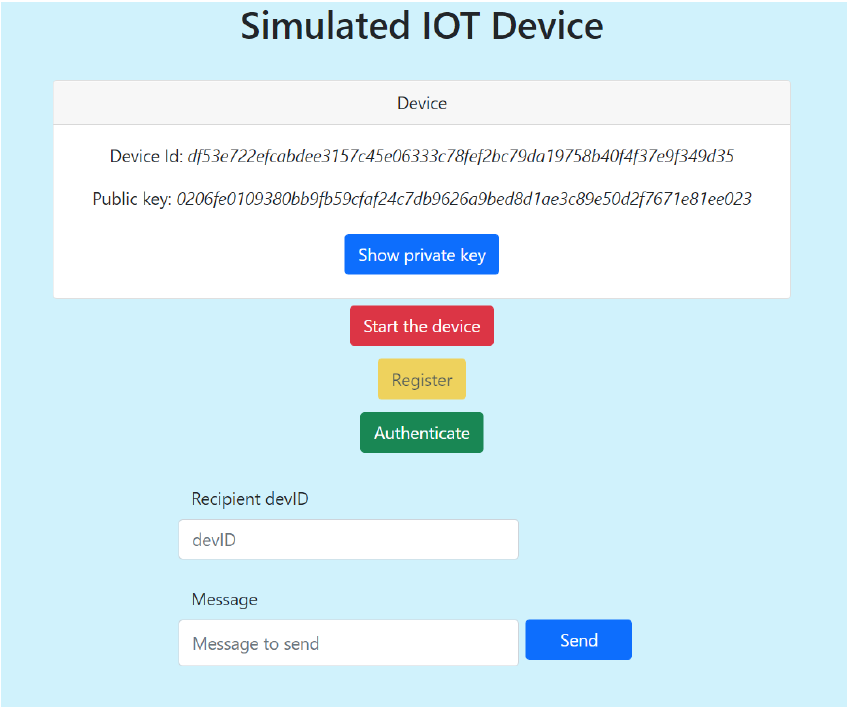 Simulated IOT Device
Device
Device Id: df53e722efcabdee3157c45e06333c78fef2bc79da19758b40f4f37e9f349d35
Public key: 0206fe0109380bb9fb59cfaf24c7db9626a9bed8d1ae3c89e50d2f7671e81ee023
Show private key
Start the device
Register
Authenticate
Recipient devID
devID
Message
Message to send
Send